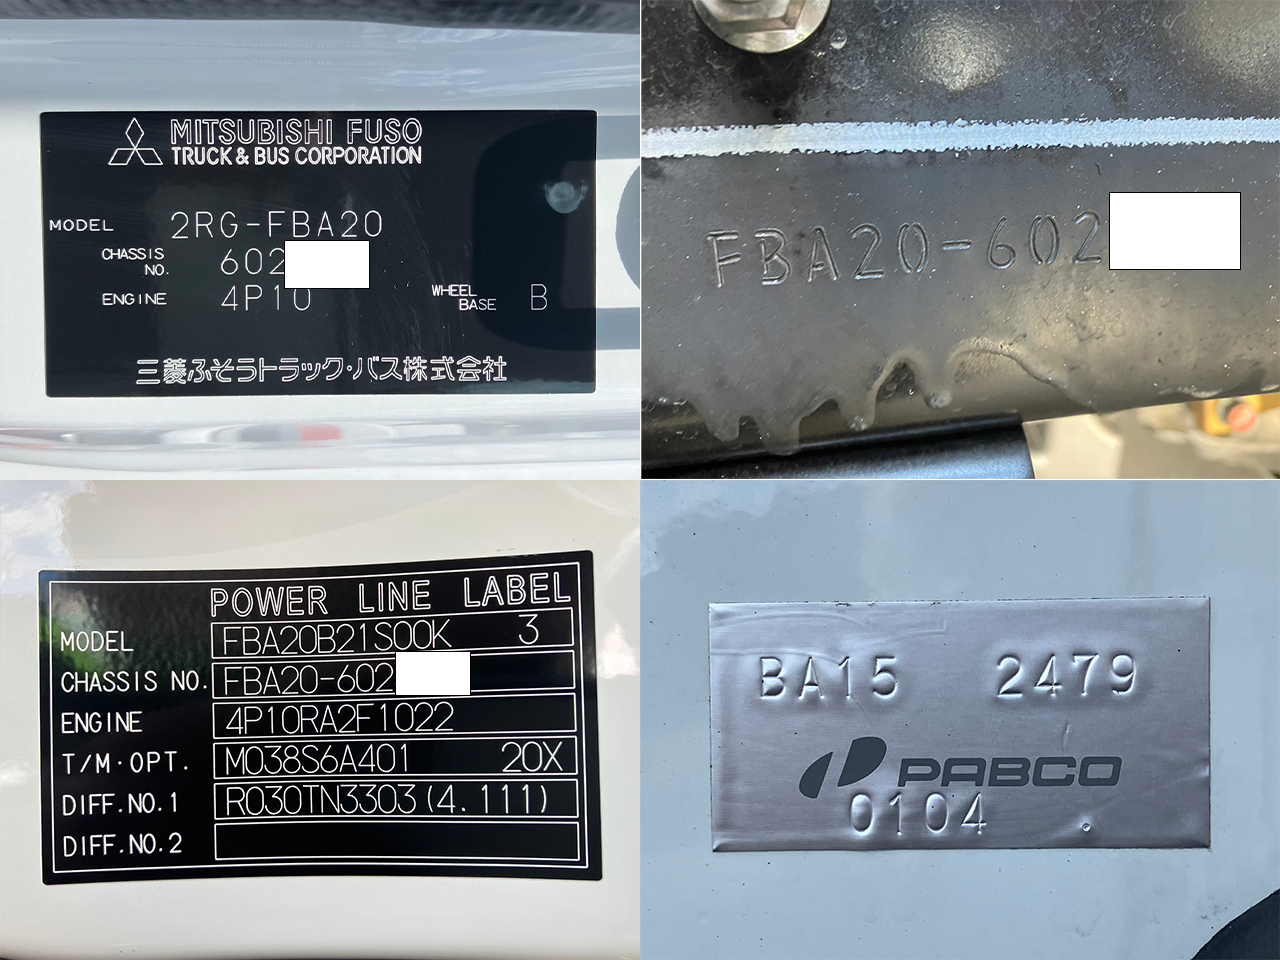 MITSUBISHI FUSO
TRUCK & BUS CORPORATION
MODEL 2RG-FBA20
CHASSIS NO. 602
ENGINE 4P10 WHEEL BASE B
三菱ふそうトラック・バス株式会社
FBA20-602
POWER LINE LABEL
MODEL FBA20B21S00K 3
CHASSIS NO. FBA20-602
ENGINE 4P10RA2F1022
T/M·OPT. M038S6A401 20X
DIFF.NO.1 R030TN3303(4.111)
DIFF.NO.2
BA15 2479
PABCO
0104